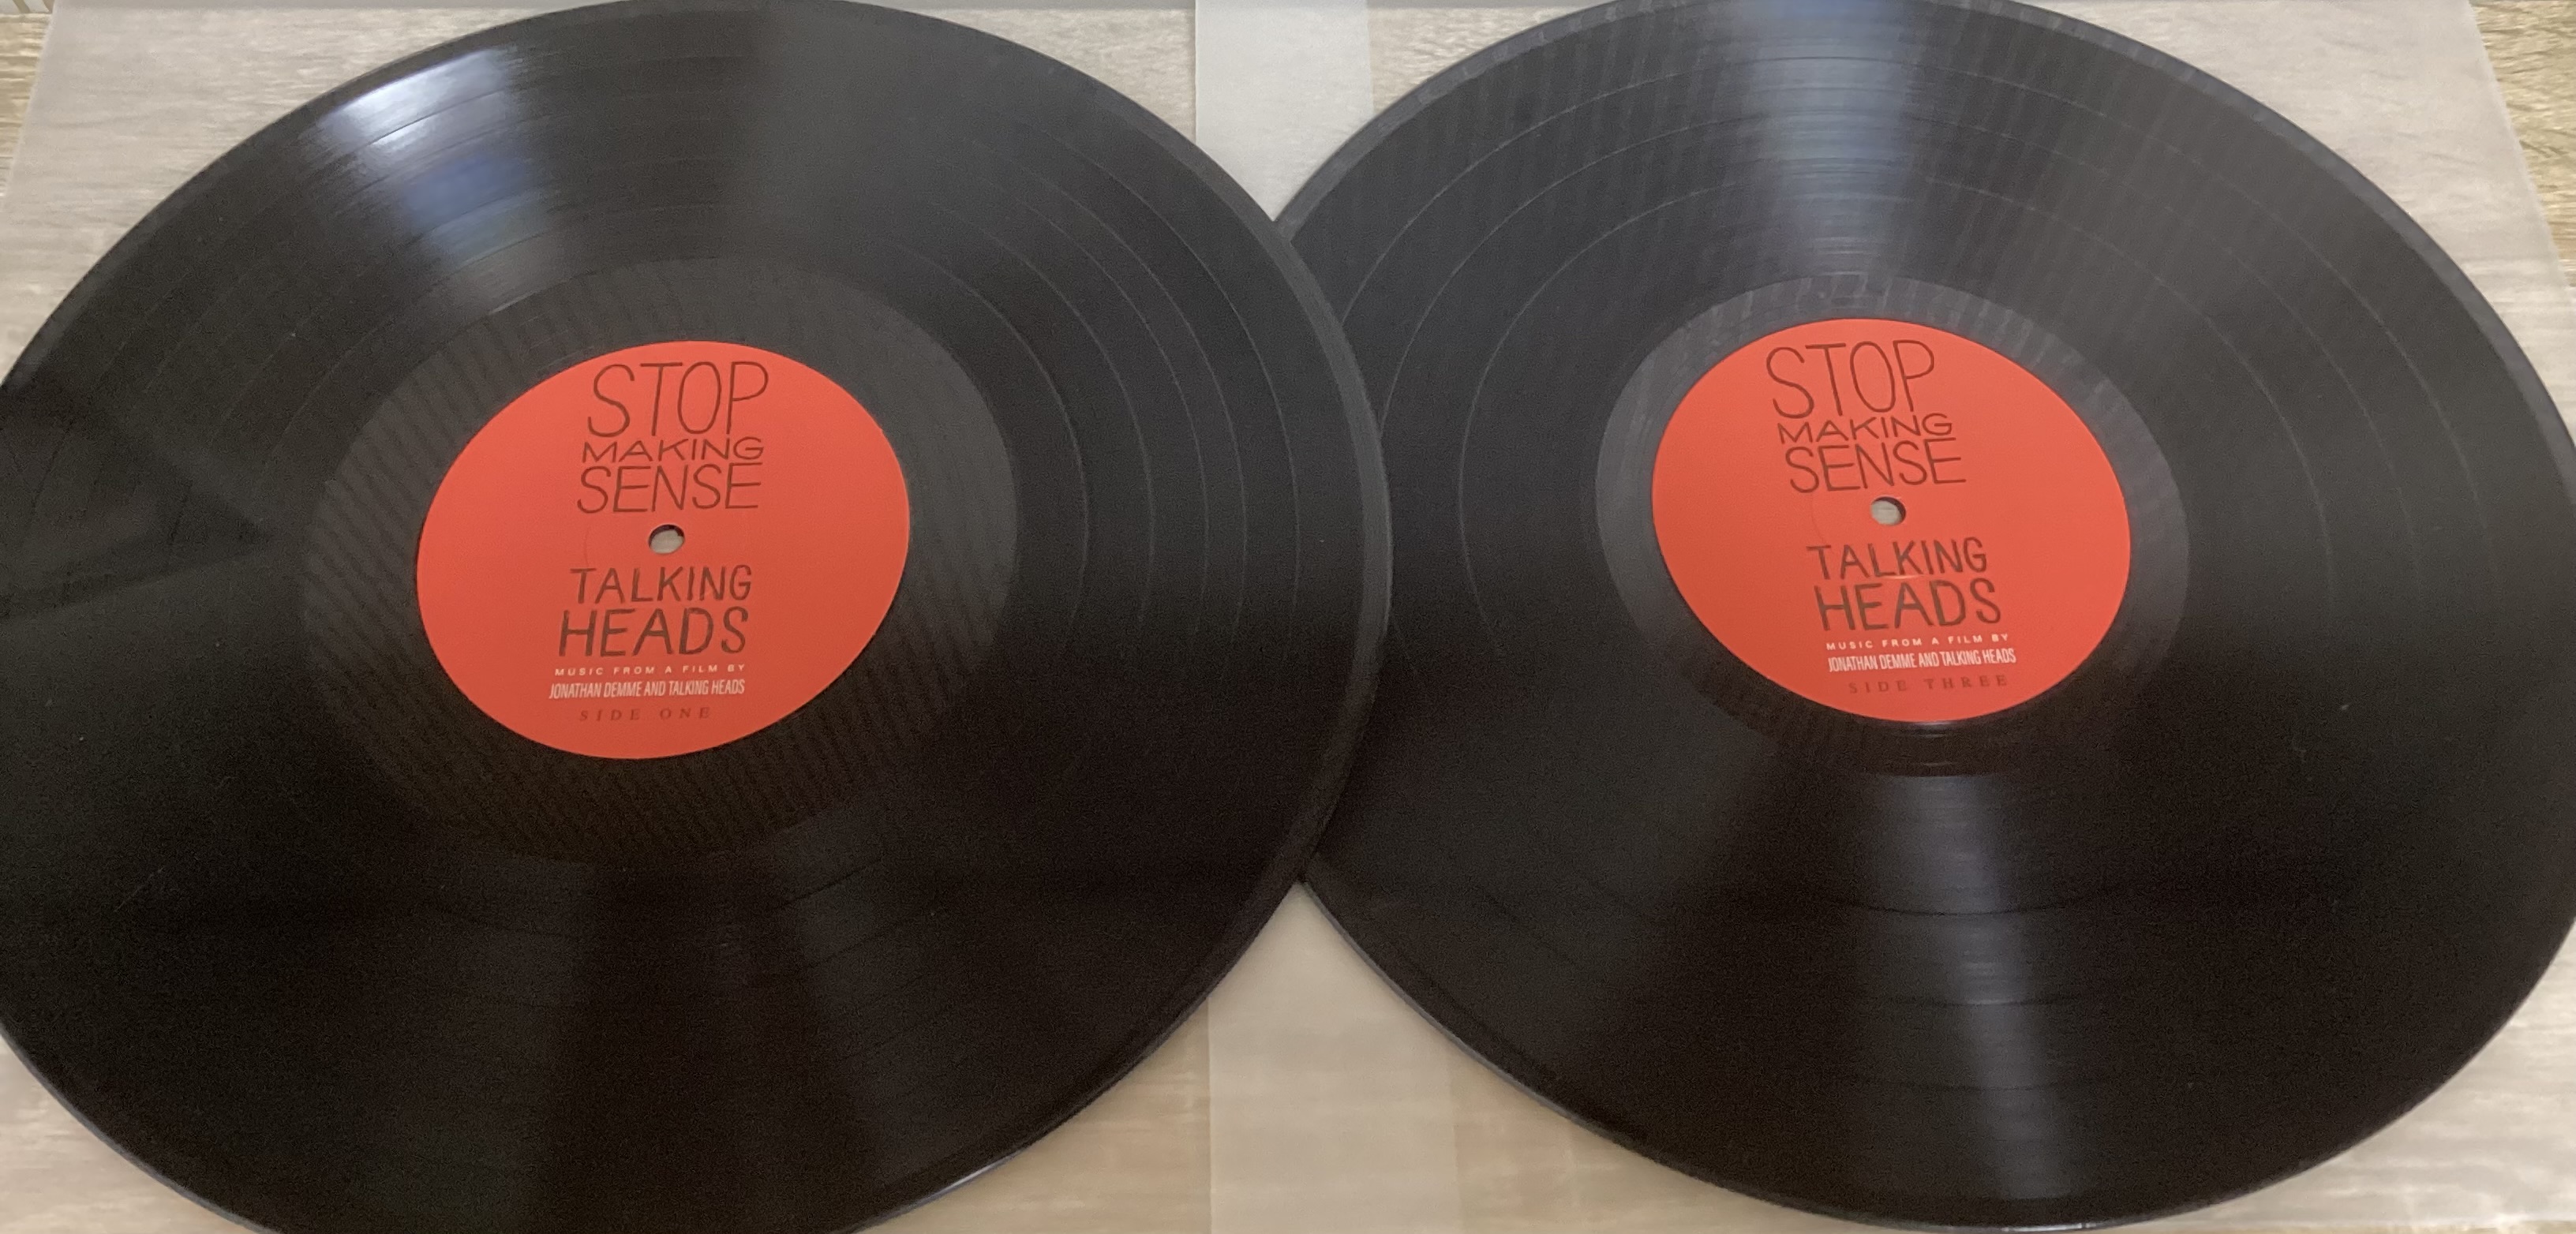 STOP
MAKING
SENSE
TALKING
HEADS
MUSIC FROM A FILM BY
JONATHAN DEMME AND TALKING HEADS
SIDE ONE
STOP
MAKING
SENSE
TALKING
HEADS
MUSIC FROM A FILM BY
JONATHAN DEMME AND TALKING HEADS
SIDE THREE